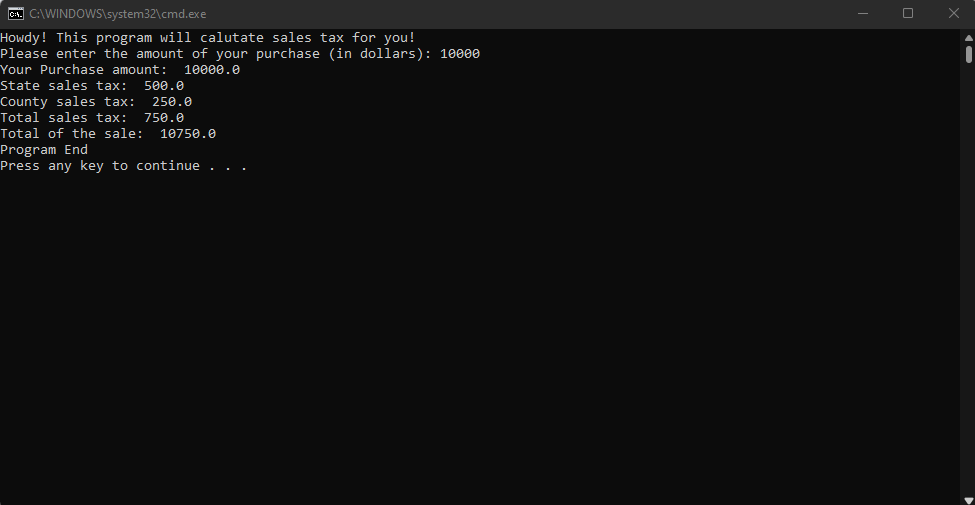 C:\WINDOWS\system32\cmd.exe
Howdy! This program will calutate sales tax for you!
Please enter the amount of your purchase (in dollars): 10000
Your Purchase amount:  10000.0
State sales tax:  500.0
County sales tax:  250.0
Total sales tax:  750.0
Total of the sale:  10750.0
Program End
Press any key to continue . . .